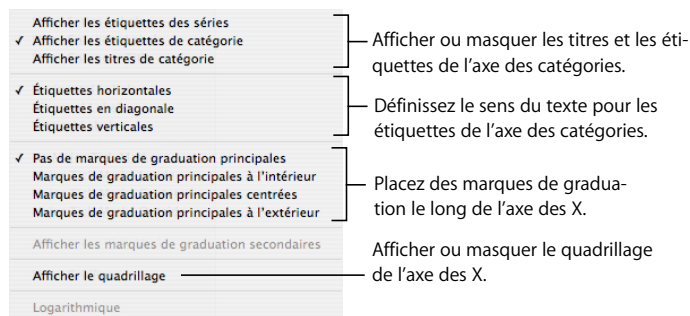 Afficher les étiquettes des séries
✓ Afficher les étiquettes de catégorie
Afficher les titres de catégorie
Afficher ou masquer les titres et les éti-
quettes de l'axe des catégories.
✓ Étiquettes horizontales
Étiquettes en diagonale
Étiquettes verticales
Définissez le sens du texte pour les
étiquettes de l'axe des catégories.
✓ Pas de marques de graduation principales
Marques de graduation principales à l'intérieur
Marques de graduation principales centrées
Marques de graduation principales à l'extérieur
Placez des marques de gradua-
tion le long de l'axe des X.
Afficher les marques de graduation secondaires
Afficher le quadrillage
Afficher ou masquer le quadrillage
de l'axe des X.
Logarithmique